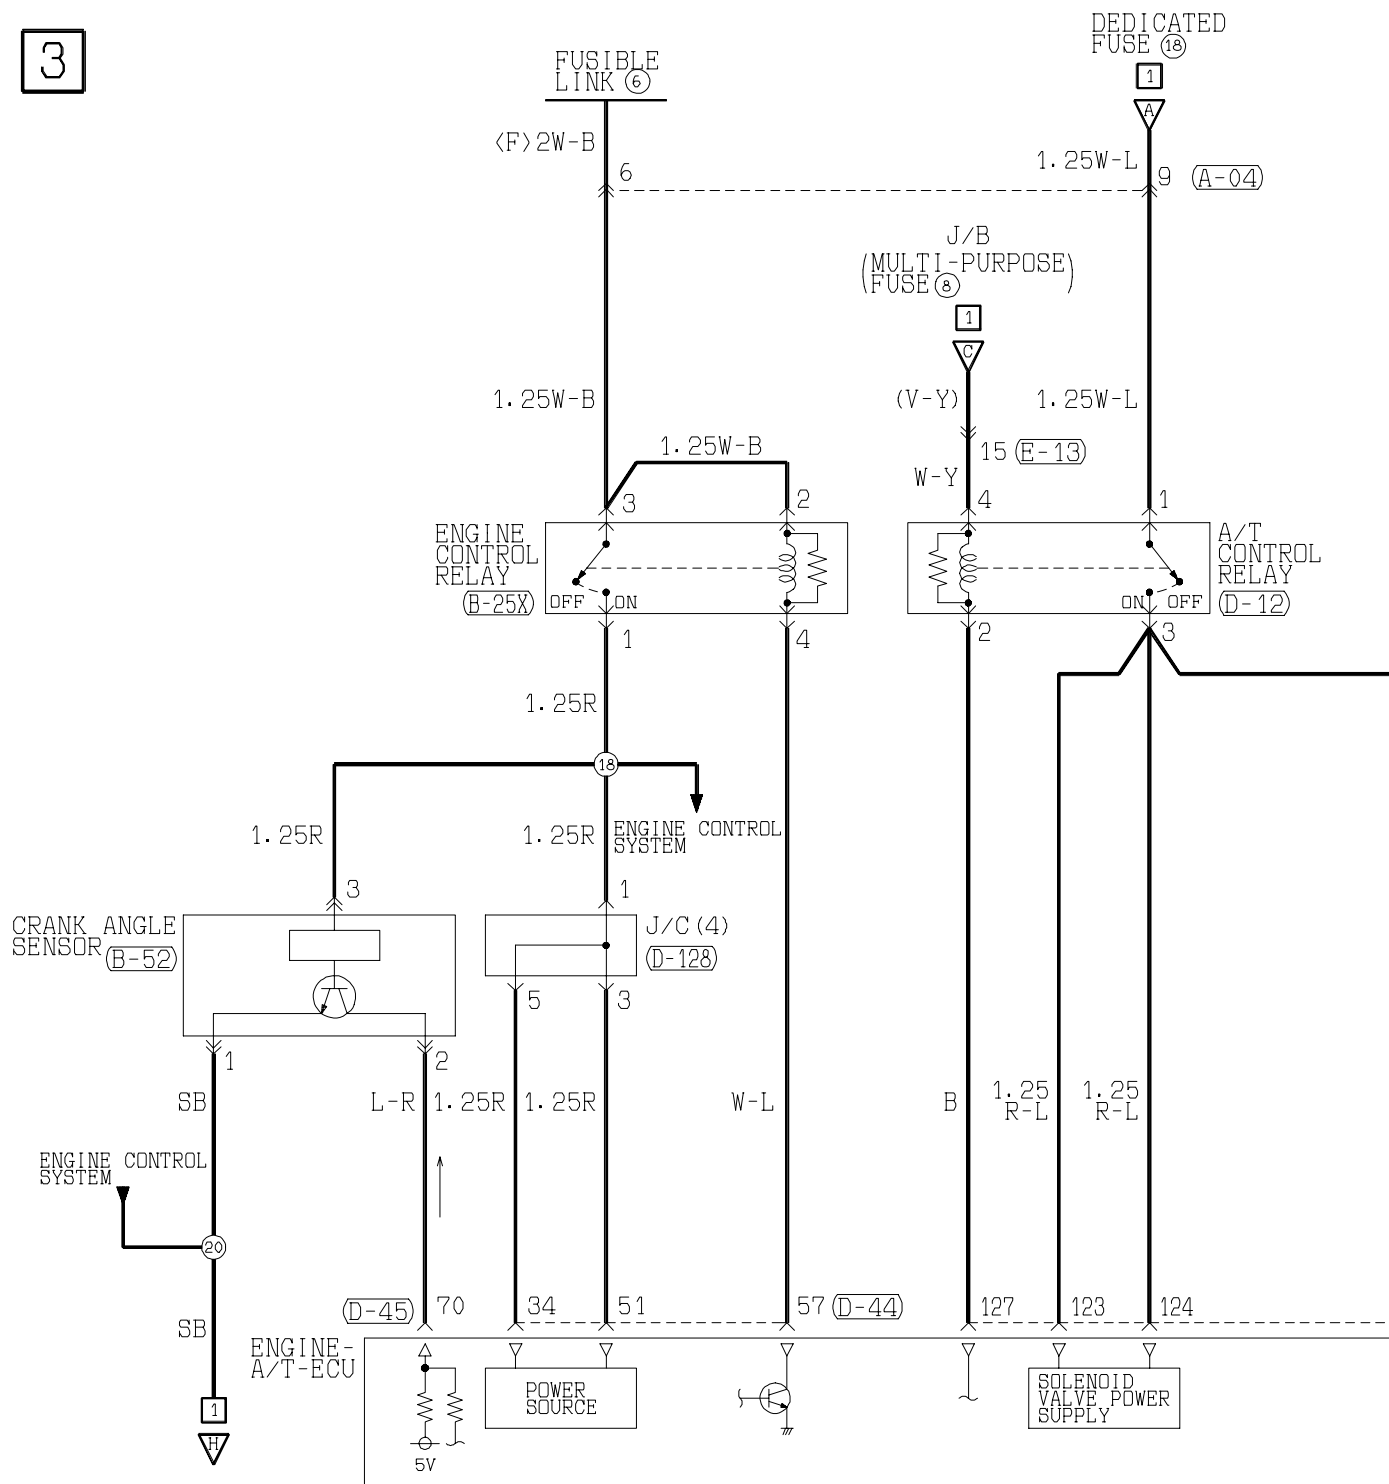 3
DEDICATED
FUSE 18
FUSIBLE
LINK 6
1
A
<F>2W-B
1.25W-L
6
9
A-04
J/B
(MULTI-PURPOSE)
FUSE 8
1
C
1.25W-B
(V-Y)
1.25W-L
1.25W-B
15
E-13
W-Y
3
2
4
1
ENGINE
CONTROL
RELAY
B-25X
OFF
ON
A/T
CONTROL
RELAY
D-12
ON
OFF
1
4
2
3
1.25R
18
1.25R
1.25R
ENGINE CONTROL
SYSTEM
3
1
CRANK ANGLE
SENSOR
B-52
J/C(4)
D-128
5
3
1
2
SB
L-R
1.25R
1.25R
W-L
B
1.25
R-L
1.25
R-L
ENGINE CONTROL
SYSTEM
20
D-45
70
34
51
57
D-44
127
123
124
SB
ENGINE-
A/T-ECU
POWER
SOURCE
SOLENOID
VALVE POWER
SUPPLY
1
H
5V